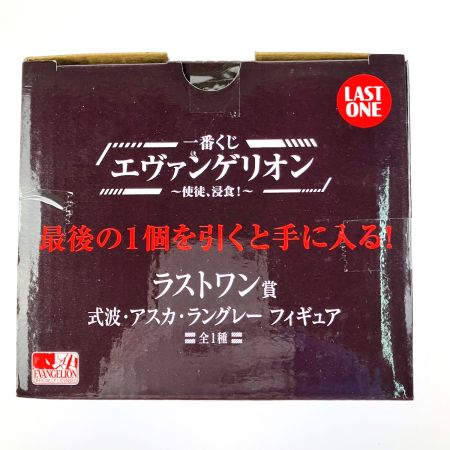 LAST
ONE
一番くじ
エヴァンゲリオン
～使徒、浸食!～
最後の1個を引くと手に入る!
ラストワン賞
式波・アスカ・ラングレー フィギュア
全1種
EVANGELION